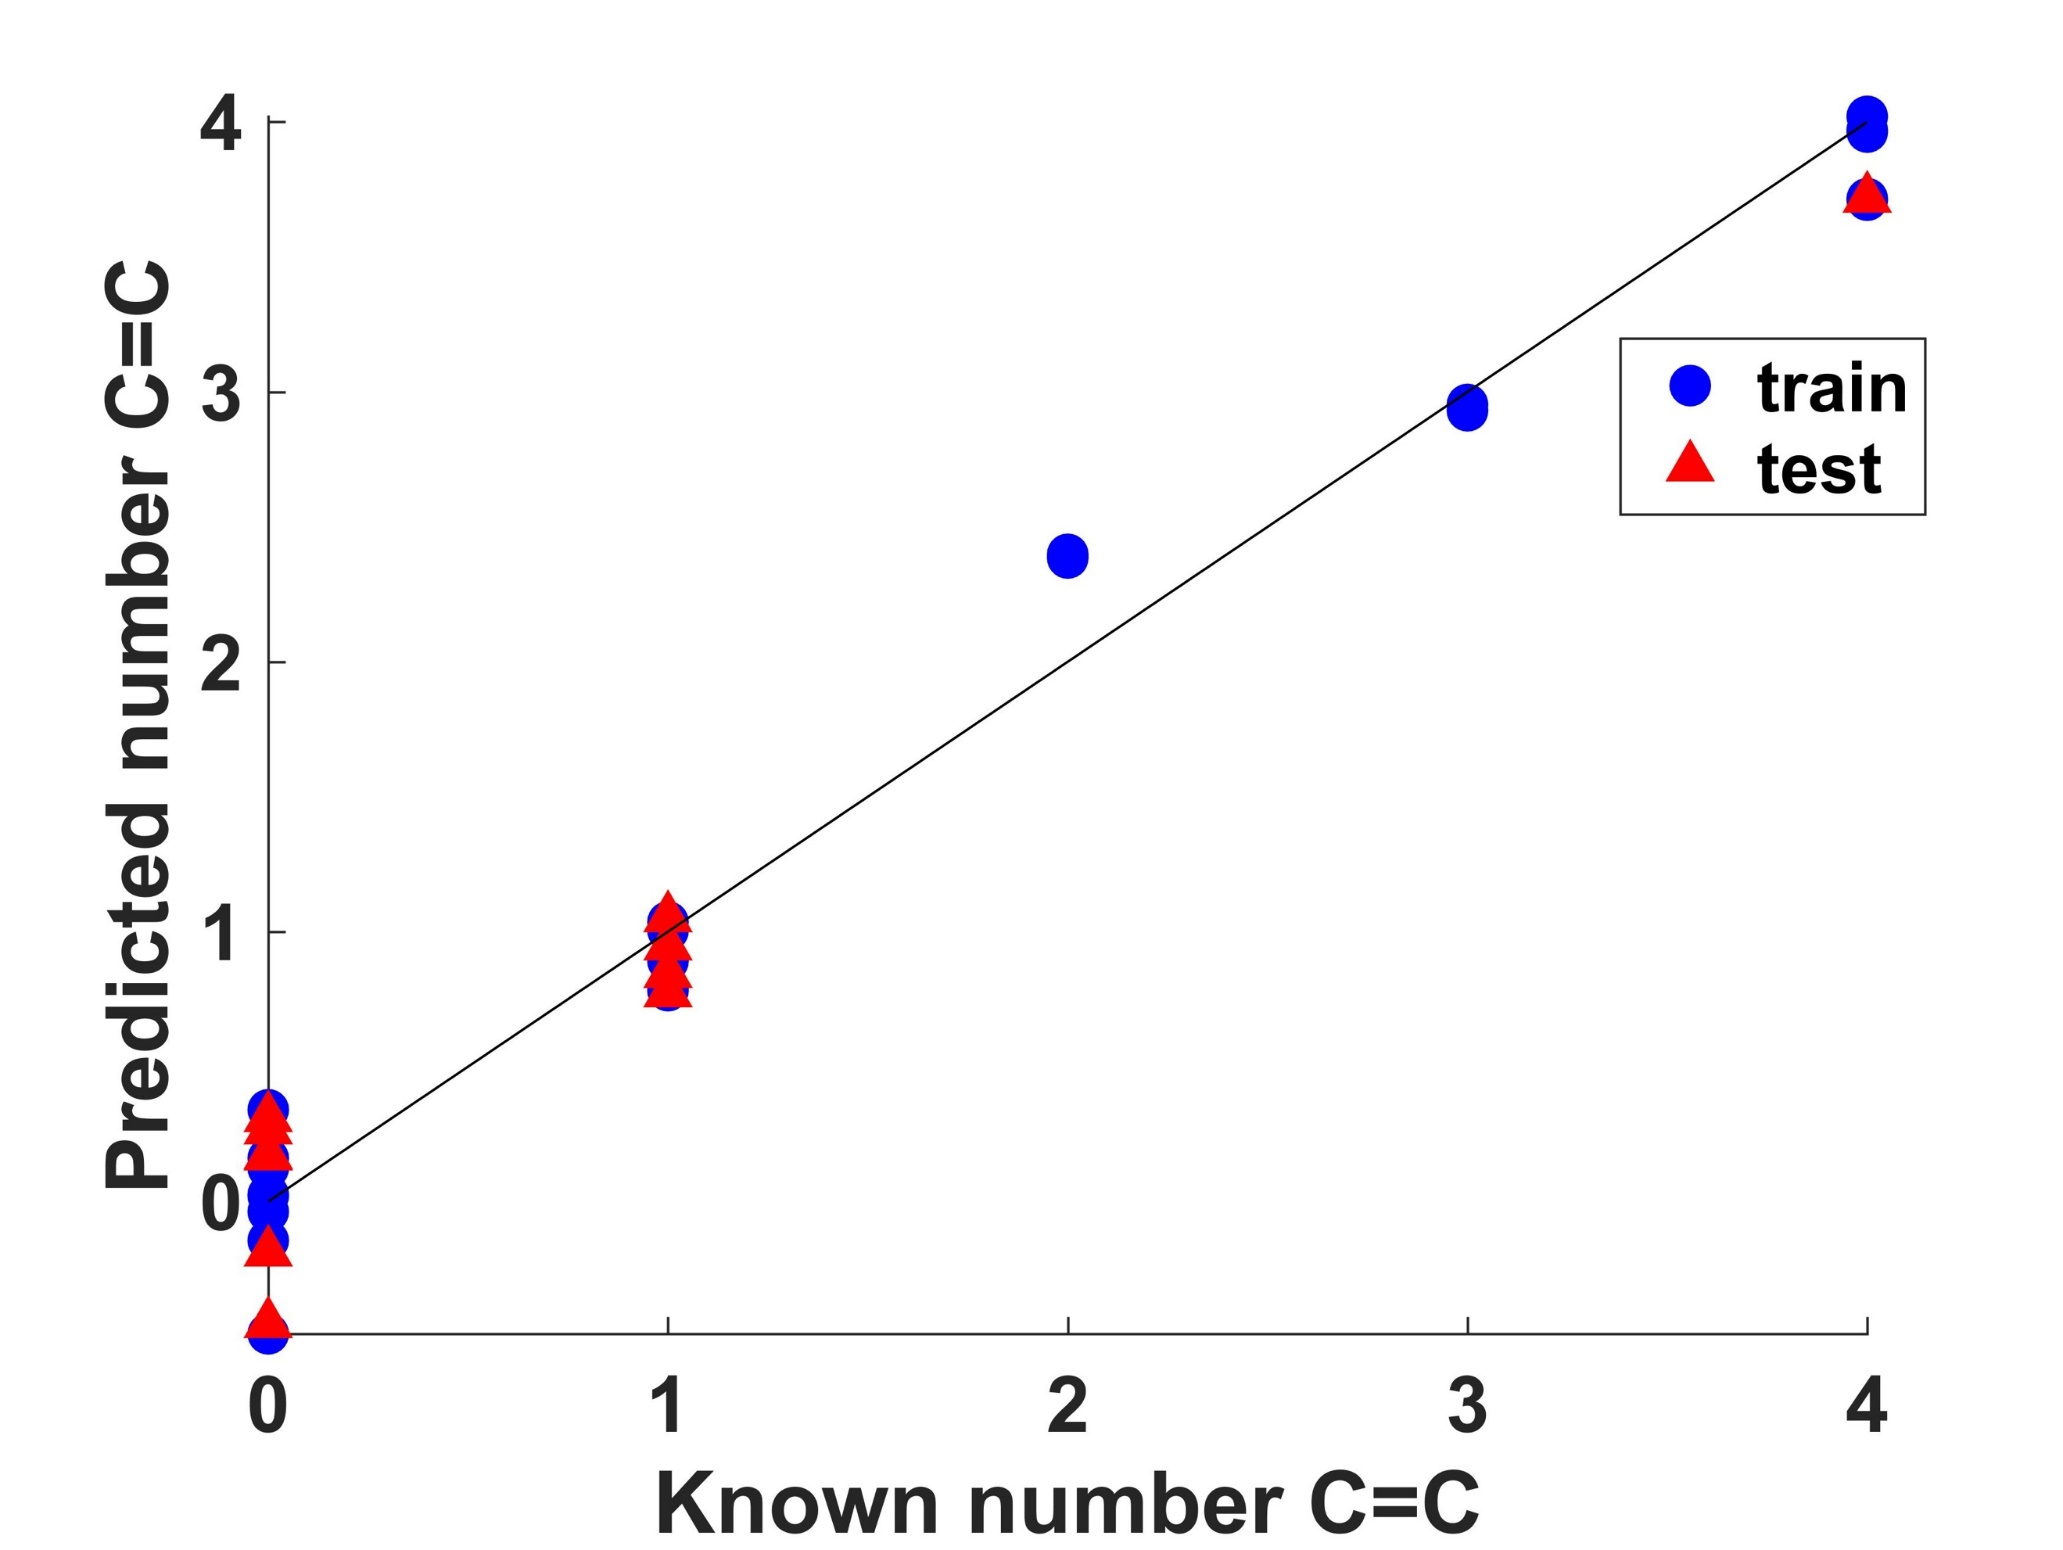 Predicted number C=C
4
3
2
1
0
train
test
0 1 2 3 4
Known number C=C